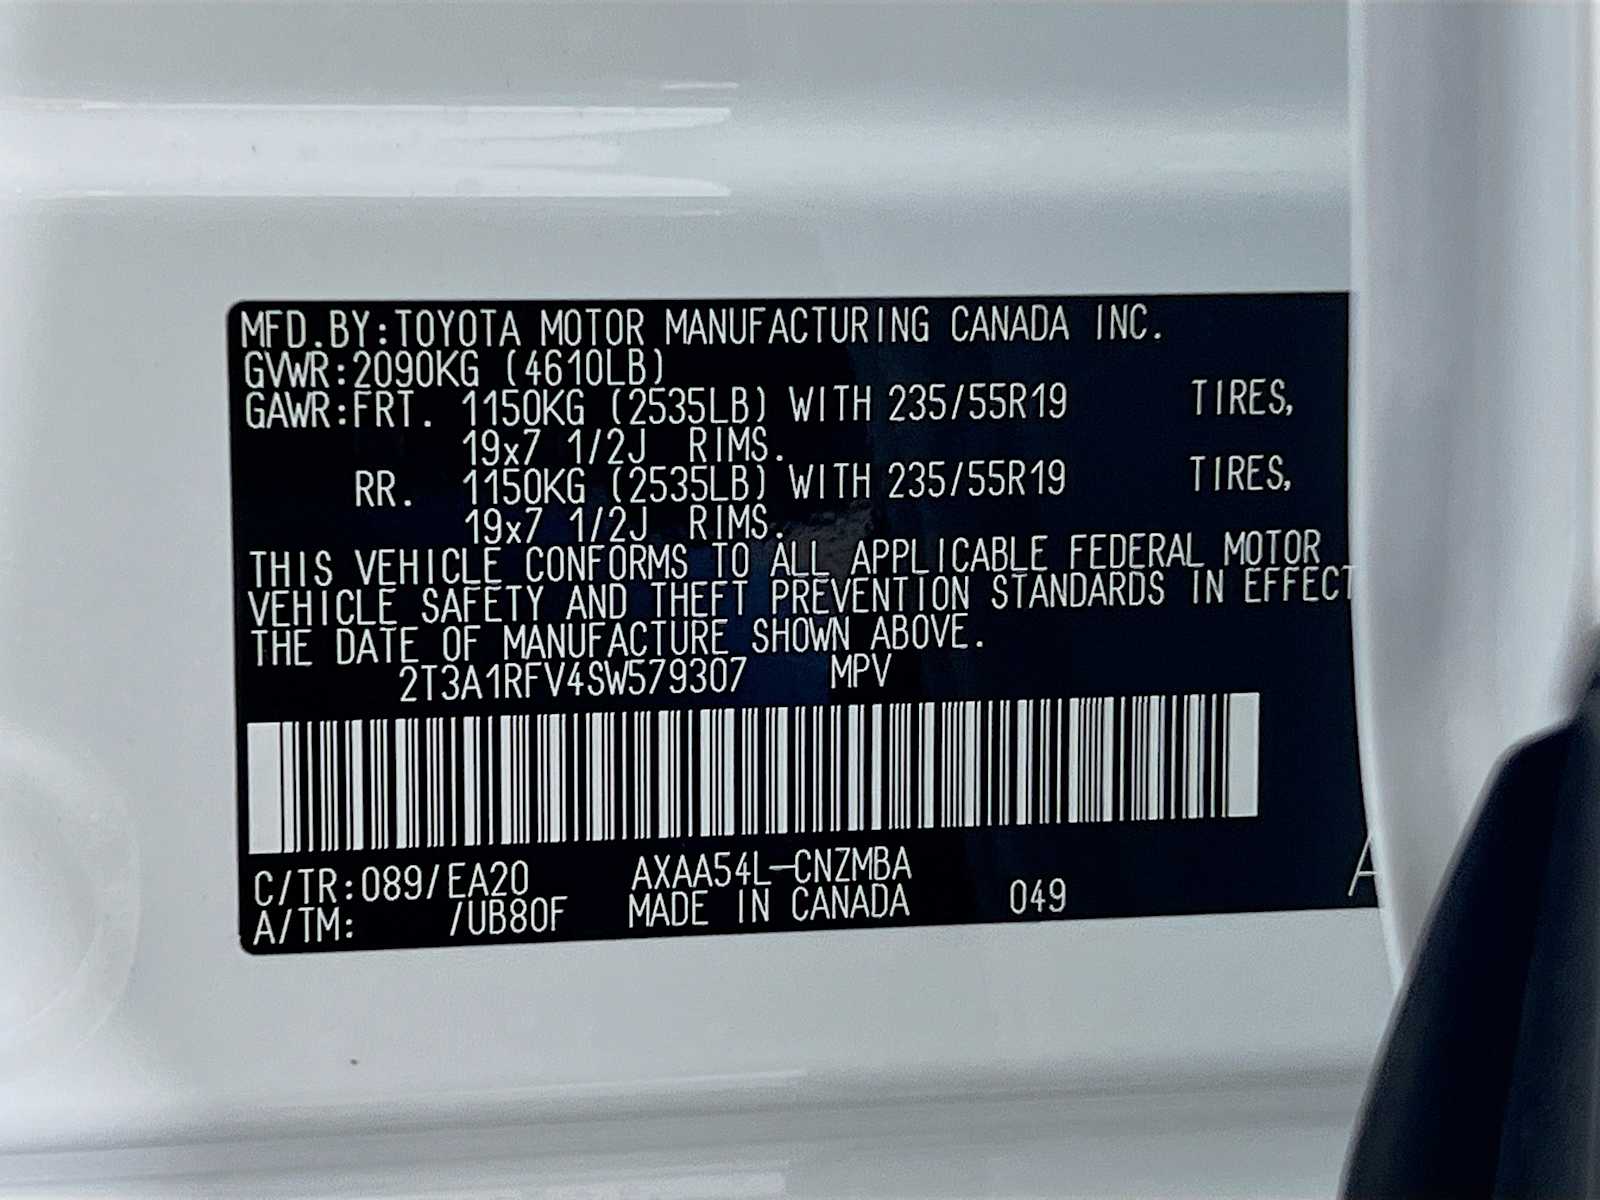 MFD.BY:TOYOTA MOTOR MANUFACTURING CANADA INC.
GVWR:2090KG (4610LB)
GAWR:FRT. 1150KG (2535LB) WITH 235/55R19 TIRES,
19x7 1/2J RIMS.
RR. 1150KG (2535LB) WITH 235/55R19 TIRES,
19x7 1/2J RIMS.
THIS VEHICLE CONFORMS TO ALL APPLICABLE FEDERAL MOTOR
VEHICLE SAFETY AND THEFT PREVENTION STANDARDS IN EFFECT
THE DATE OF MANUFACTURE SHOWN ABOVE.
2T3A1RFV4SW579307 MPV
C/TR:089/EA20 AXAA54L-CNZMBA
A/TM: /UB80F MADE IN CANADA 049 A